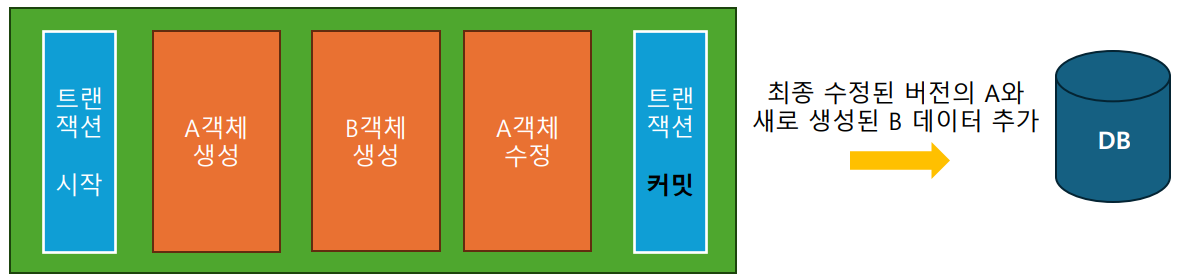 트랜
잭션
시작
A객체
생성
B객체
생성
A객체
수정
트랜
잭션
커밋
최종 수정된 버전의 A와
새로 생성된 B 데이터 추가
DB